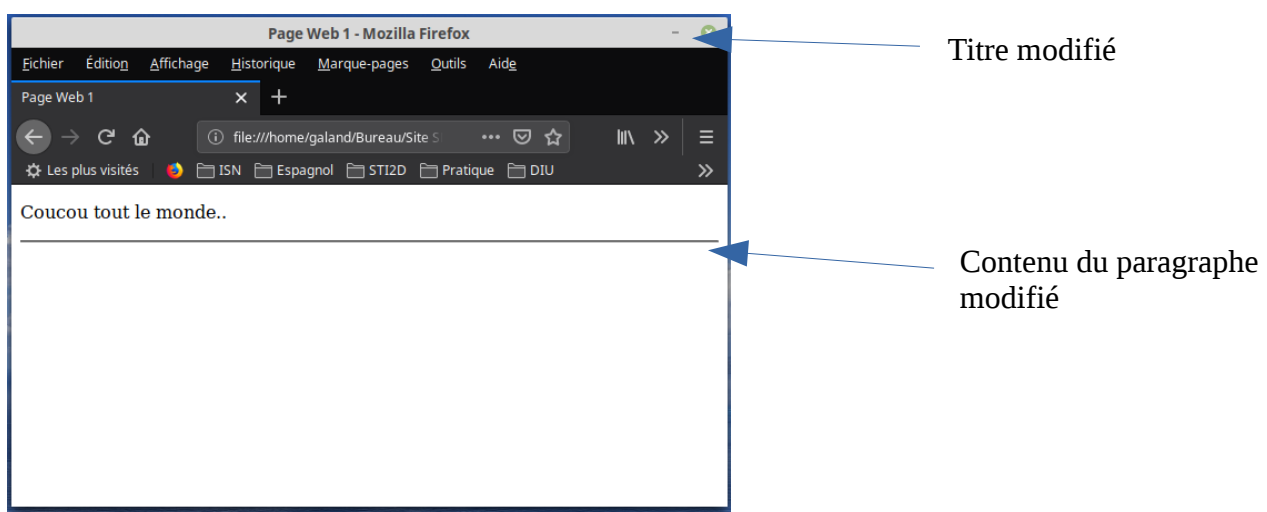 Page Web 1 - Mozilla Firefox
Titre modifié
Fichier Édition Affichage Historique Marque-pages Outils Aide
Page Web 1
file:///home/galand/Bureau/Site S
Les plus visités ISN Espagnol STI2D Pratique DIU
Coucou tout le monde..
Contenu du paragraphe
modifié